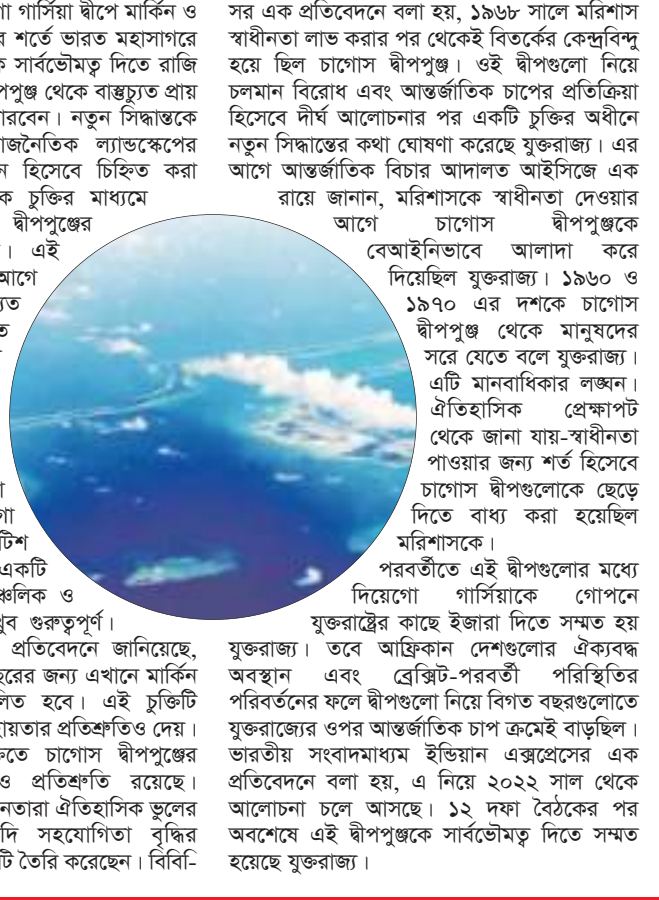 গার্সিয়া দ্বীপে মার্কিন ও
শর্তে ভারত মহাসাগরে
সার্বভৌমত্ব দিতে রাজি
থেকে বাস্তুচ্যুত প্রায়
নতুন সিদ্ধান্তকে
ল্যান্ডস্কেপের
হিসেবে চিহ্নিত করা
চুক্তির মাধ্যমে
দ্বীপপুঞ্জের
। এই
একটি
ও
গুরুত্বপূর্ণ।
প্রতিবেদনে জানিয়েছে,
জন্য এখানে মার্কিন
হবে। এই চুক্তিটি
প্রতিশ্রুতিও দেয়।
চাগোস দ্বীপপুঞ্জের
ও প্রতিশ্রুতি রয়েছে।
ঐতিহাসিক ভুলের
সহযোগিতা বৃদ্ধির
তৈরি করেছেন। বিবিসি-
সর এক প্রতিবেদনে বলা হয়, ১৯৬৮ সালে মরিশাস
স্বাধীনতা লাভ করার পর থেকেই বিতর্কের কেন্দ্রবিন্দু
হয়ে ছিল চাগোস দ্বীপপুঞ্জ। ওই দ্বীপগুলো নিয়ে
চলমান বিরোধ এবং আন্তর্জাতিক চাপের প্রতিক্রিয়া
হিসেবে দীর্ঘ আলোচনার পর একটি চুক্তির অধীনে
নতুন সিদ্ধান্তের কথা ঘোষণা করেছে যুক্তরাজ্য। এর
আগে আন্তর্জাতিক বিচার আদালত আইসিজে এক
রায়ে জানান, মরিশাসকে স্বাধীনতা দেওয়ার
আগে চাগোস দ্বীপপুঞ্জকে
বেআইনিভাবে আলাদা করে
দিয়েছিল যুক্তরাজ্য। ১৯৬০ ও
১৯৭০ এর দশকে চাগোস
দ্বীপপুঞ্জ থেকে মানুষদের
সরে যেতে বলে যুক্তরাজ্য।
এটি মানবাধিকার লঙ্ঘন।
ঐতিহাসিক প্রেক্ষাপট
থেকে জানা যায়-স্বাধীনতা
পাওয়ার জন্য শর্ত হিসেবে
চাগোস দ্বীপগুলোকে ছেড়ে
দিতে বাধ্য করা হয়েছিল
মরিশাসকে।
পরবর্তীতে এই দ্বীপগুলোর মধ্যে
দিয়েগো গার্সিয়াকে গোপনে
যুক্তরাষ্ট্রের কাছে ইজারা দিতে সম্মত হয়
যুক্তরাজ্য। তবে আফ্রিকান দেশগুলোর ঐক্যবদ্ধ
অবস্থান এবং ব্রেক্সিট-পরবর্তী পরিস্থিতির
পরিবর্তনের ফলে দ্বীপগুলো নিয়ে বিগত বছরগুলোতে
যুক্তরাজ্যের ওপর আন্তর্জাতিক চাপ ক্রমেই বাড়ছিল।
ভারতীয় সংবাদমাধ্যম ইন্ডিয়ান এক্সপ্রেসের এক
প্রতিবেদনে বলা হয়, এ নিয়ে ২০২২ সাল থেকে
আলোচনা চলে আসছে। ১২ দফা বৈঠকের পর
অবশেষে এই দ্বীপপুঞ্জকে সার্বভৌমত্ব দিতে সম্মত
হয়েছে যুক্তরাজ্য।